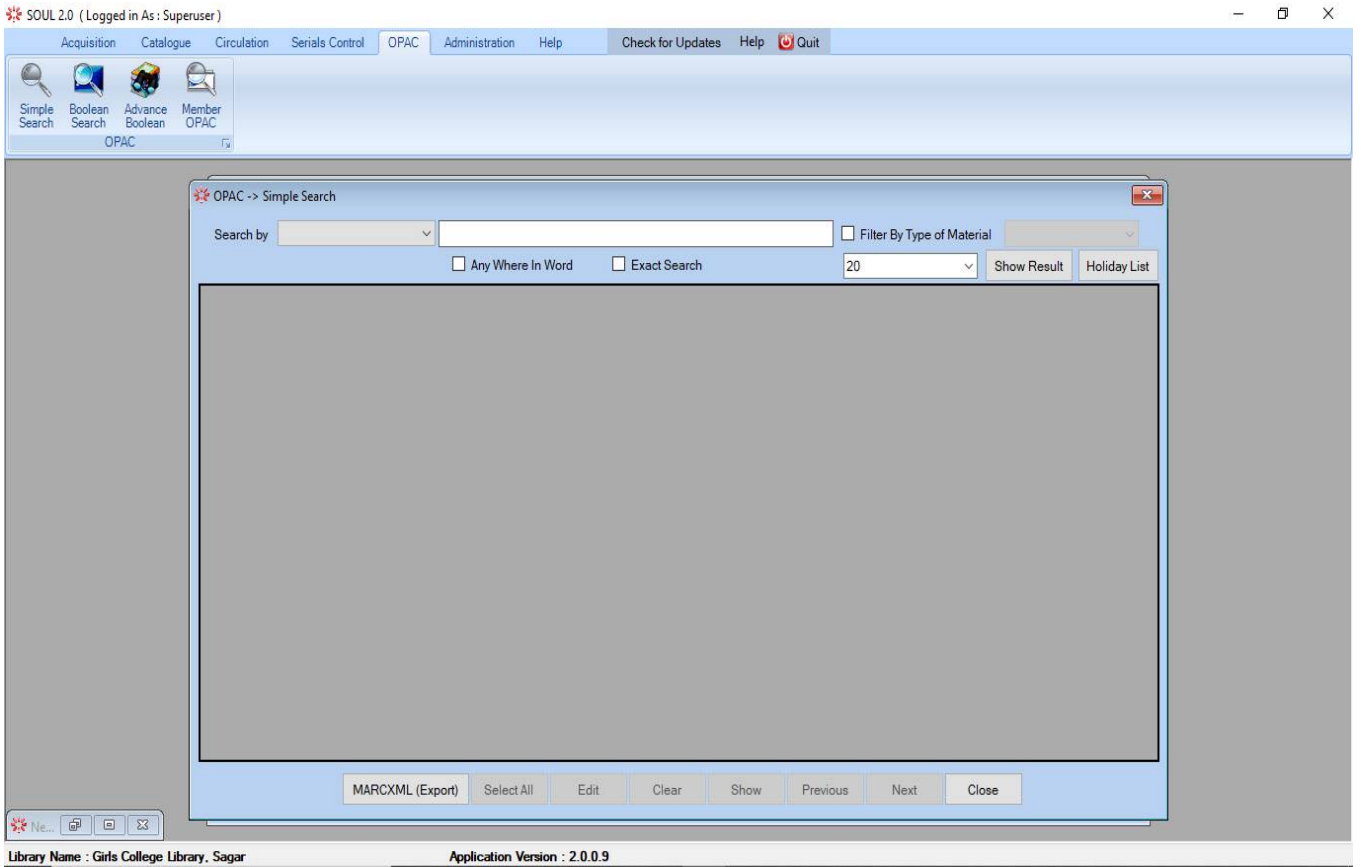 SOUL 2.0 ( Logged in As : Superuser )
Acquisition Catalogue Circulation Serials Control OPAC Administration Help Check for Updates Help Quit
Simple Search
Boolean Search
Advance Boolean
Member OPAC
OPAC
OPAC -> Simple Search
Search by Filter By Type of Material
Any Where In Word Exact Search 20 Show Result Holiday List
MARCXML (Export) Select All Edit Clear Show Previous Next Close
Ne...
Library Name : Girls College Library, Sagar Application Version : 2.0.0.9